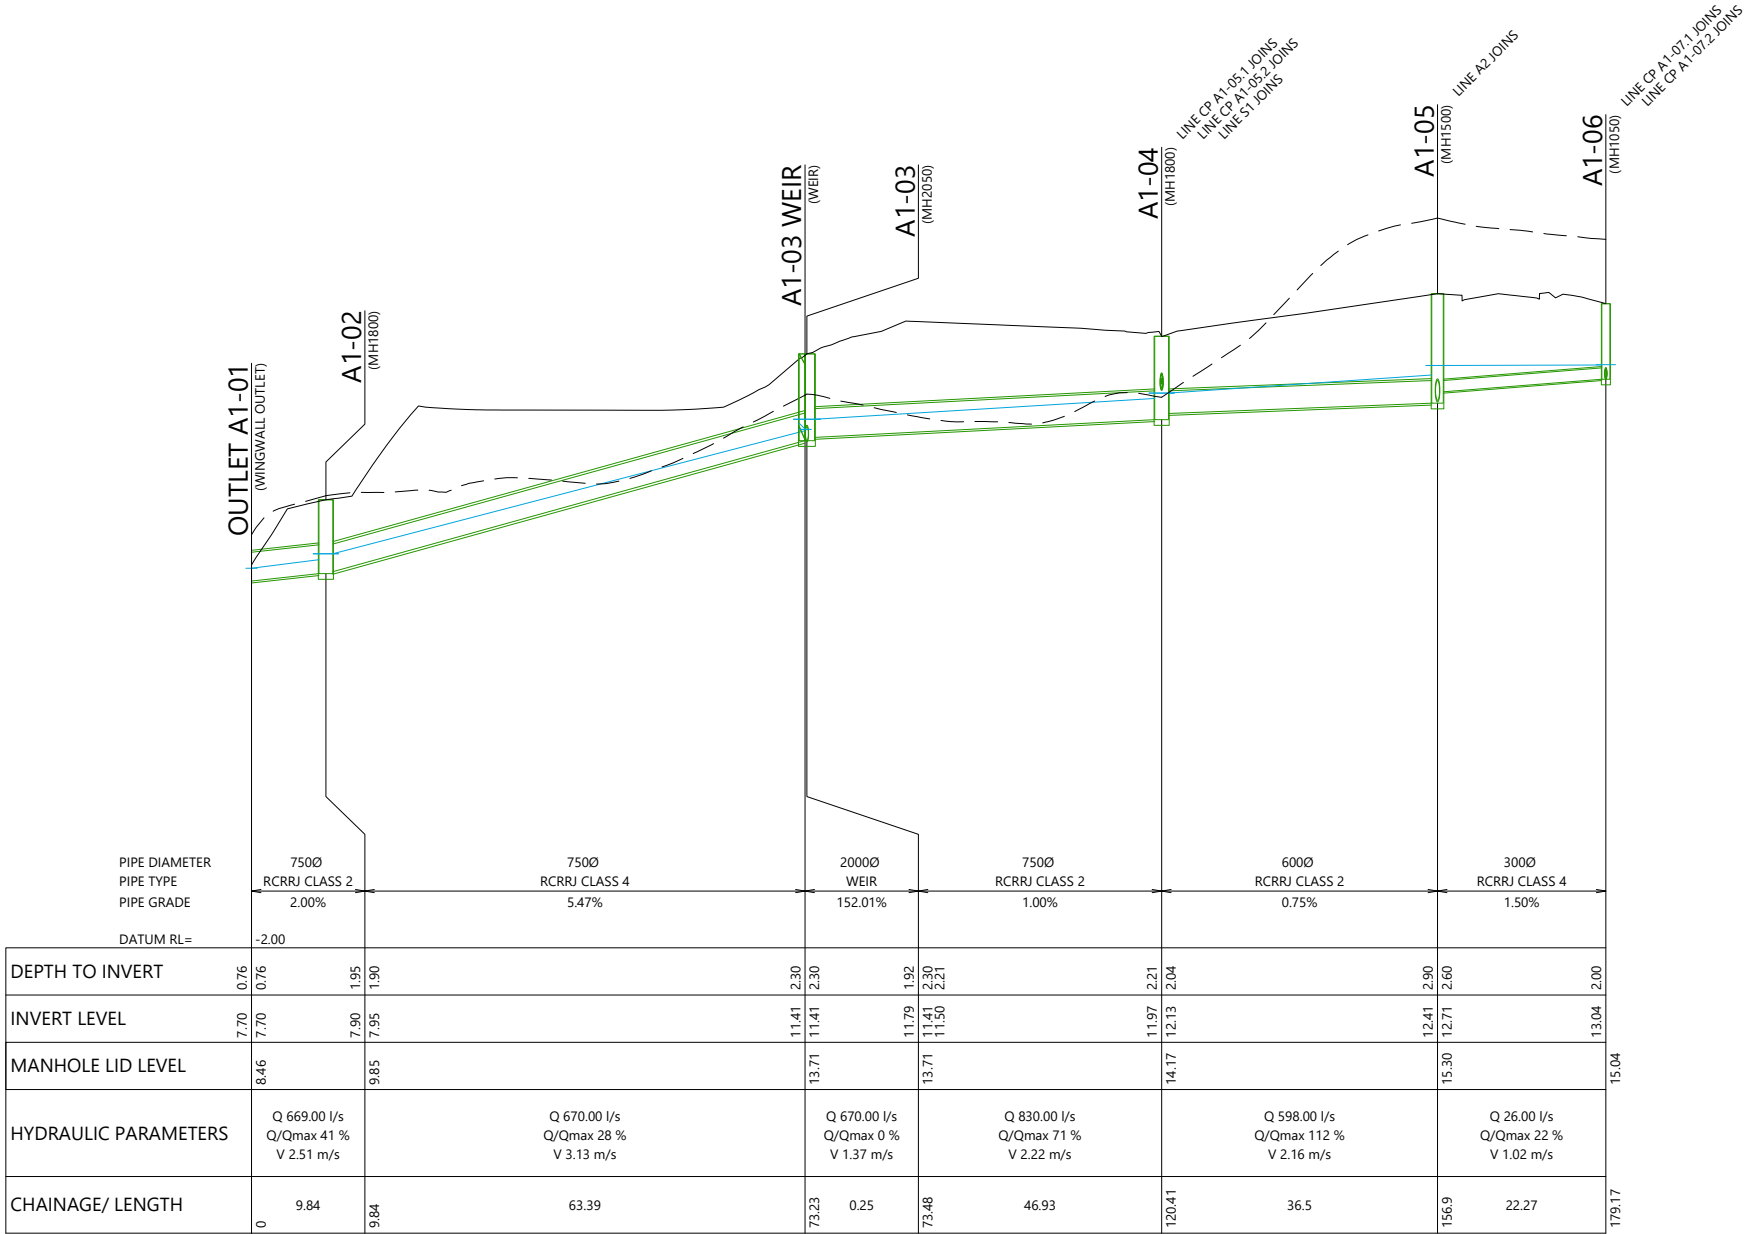 LINE CP A1-07.1 JOINS
LINE CP A1-07.2 JOINS
LINE CP A1-05.1 JOINS
LINE CP A1-05.2 JOINS
LINE S1 JOINS
LINE A2 JOINS
OUTLET A1-01
(WINGWALL OUTLET)
A1-02
(MH1800)
A1-03 WEIR
(WEIR)
A1-03
(MH2050)
A1-04
(MH1800)
A1-05
(MH1500)
A1-06
(MH1050)
PIPE DIAMETER 750Ø 750Ø 2000Ø 750Ø 600Ø 300Ø
PIPE TYPE RCRRJ CLASS 2 RCRRJ CLASS 4 WEIR RCRRJ CLASS 2 RCRRJ CLASS 2 RCRRJ CLASS 4
PIPE GRADE 2.00% 5.47% 152.01% 1.00% 0.75% 1.50%
DATUM RL= -2.00
DEPTH TO INVERT 0.76 0.76 1.95 1.90 2.30 2.30 1.92 2.30 2.21 2.21 2.04 2.90 2.60 2.00
INVERT LEVEL 7.70 7.70 7.90 7.95 11.41 11.41 11.79 11.41 11.50 11.97 12.13 12.41 12.71 13.04
MANHOLE LID LEVEL 8.46 9.85 13.71 13.71 14.17 15.30 15.04
HYDRAULIC PARAMETERS
Q 669.00 l/s Q 670.00 l/s Q 670.00 l/s Q 830.00 l/s Q 598.00 l/s Q 26.00 l/s
Q/Qmax 41 % Q/Qmax 28 % Q/Qmax 0 % Q/Qmax 71 % Q/Qmax 112 % Q/Qmax 22 %
V 2.51 m/s V 3.13 m/s V 1.37 m/s V 2.22 m/s V 2.16 m/s V 1.02 m/s
CHAINAGE/ LENGTH 0 9.84 9.84 63.39 73.23 0.25 73.48 46.93 120.41 36.5 156.9 22.27 179.17